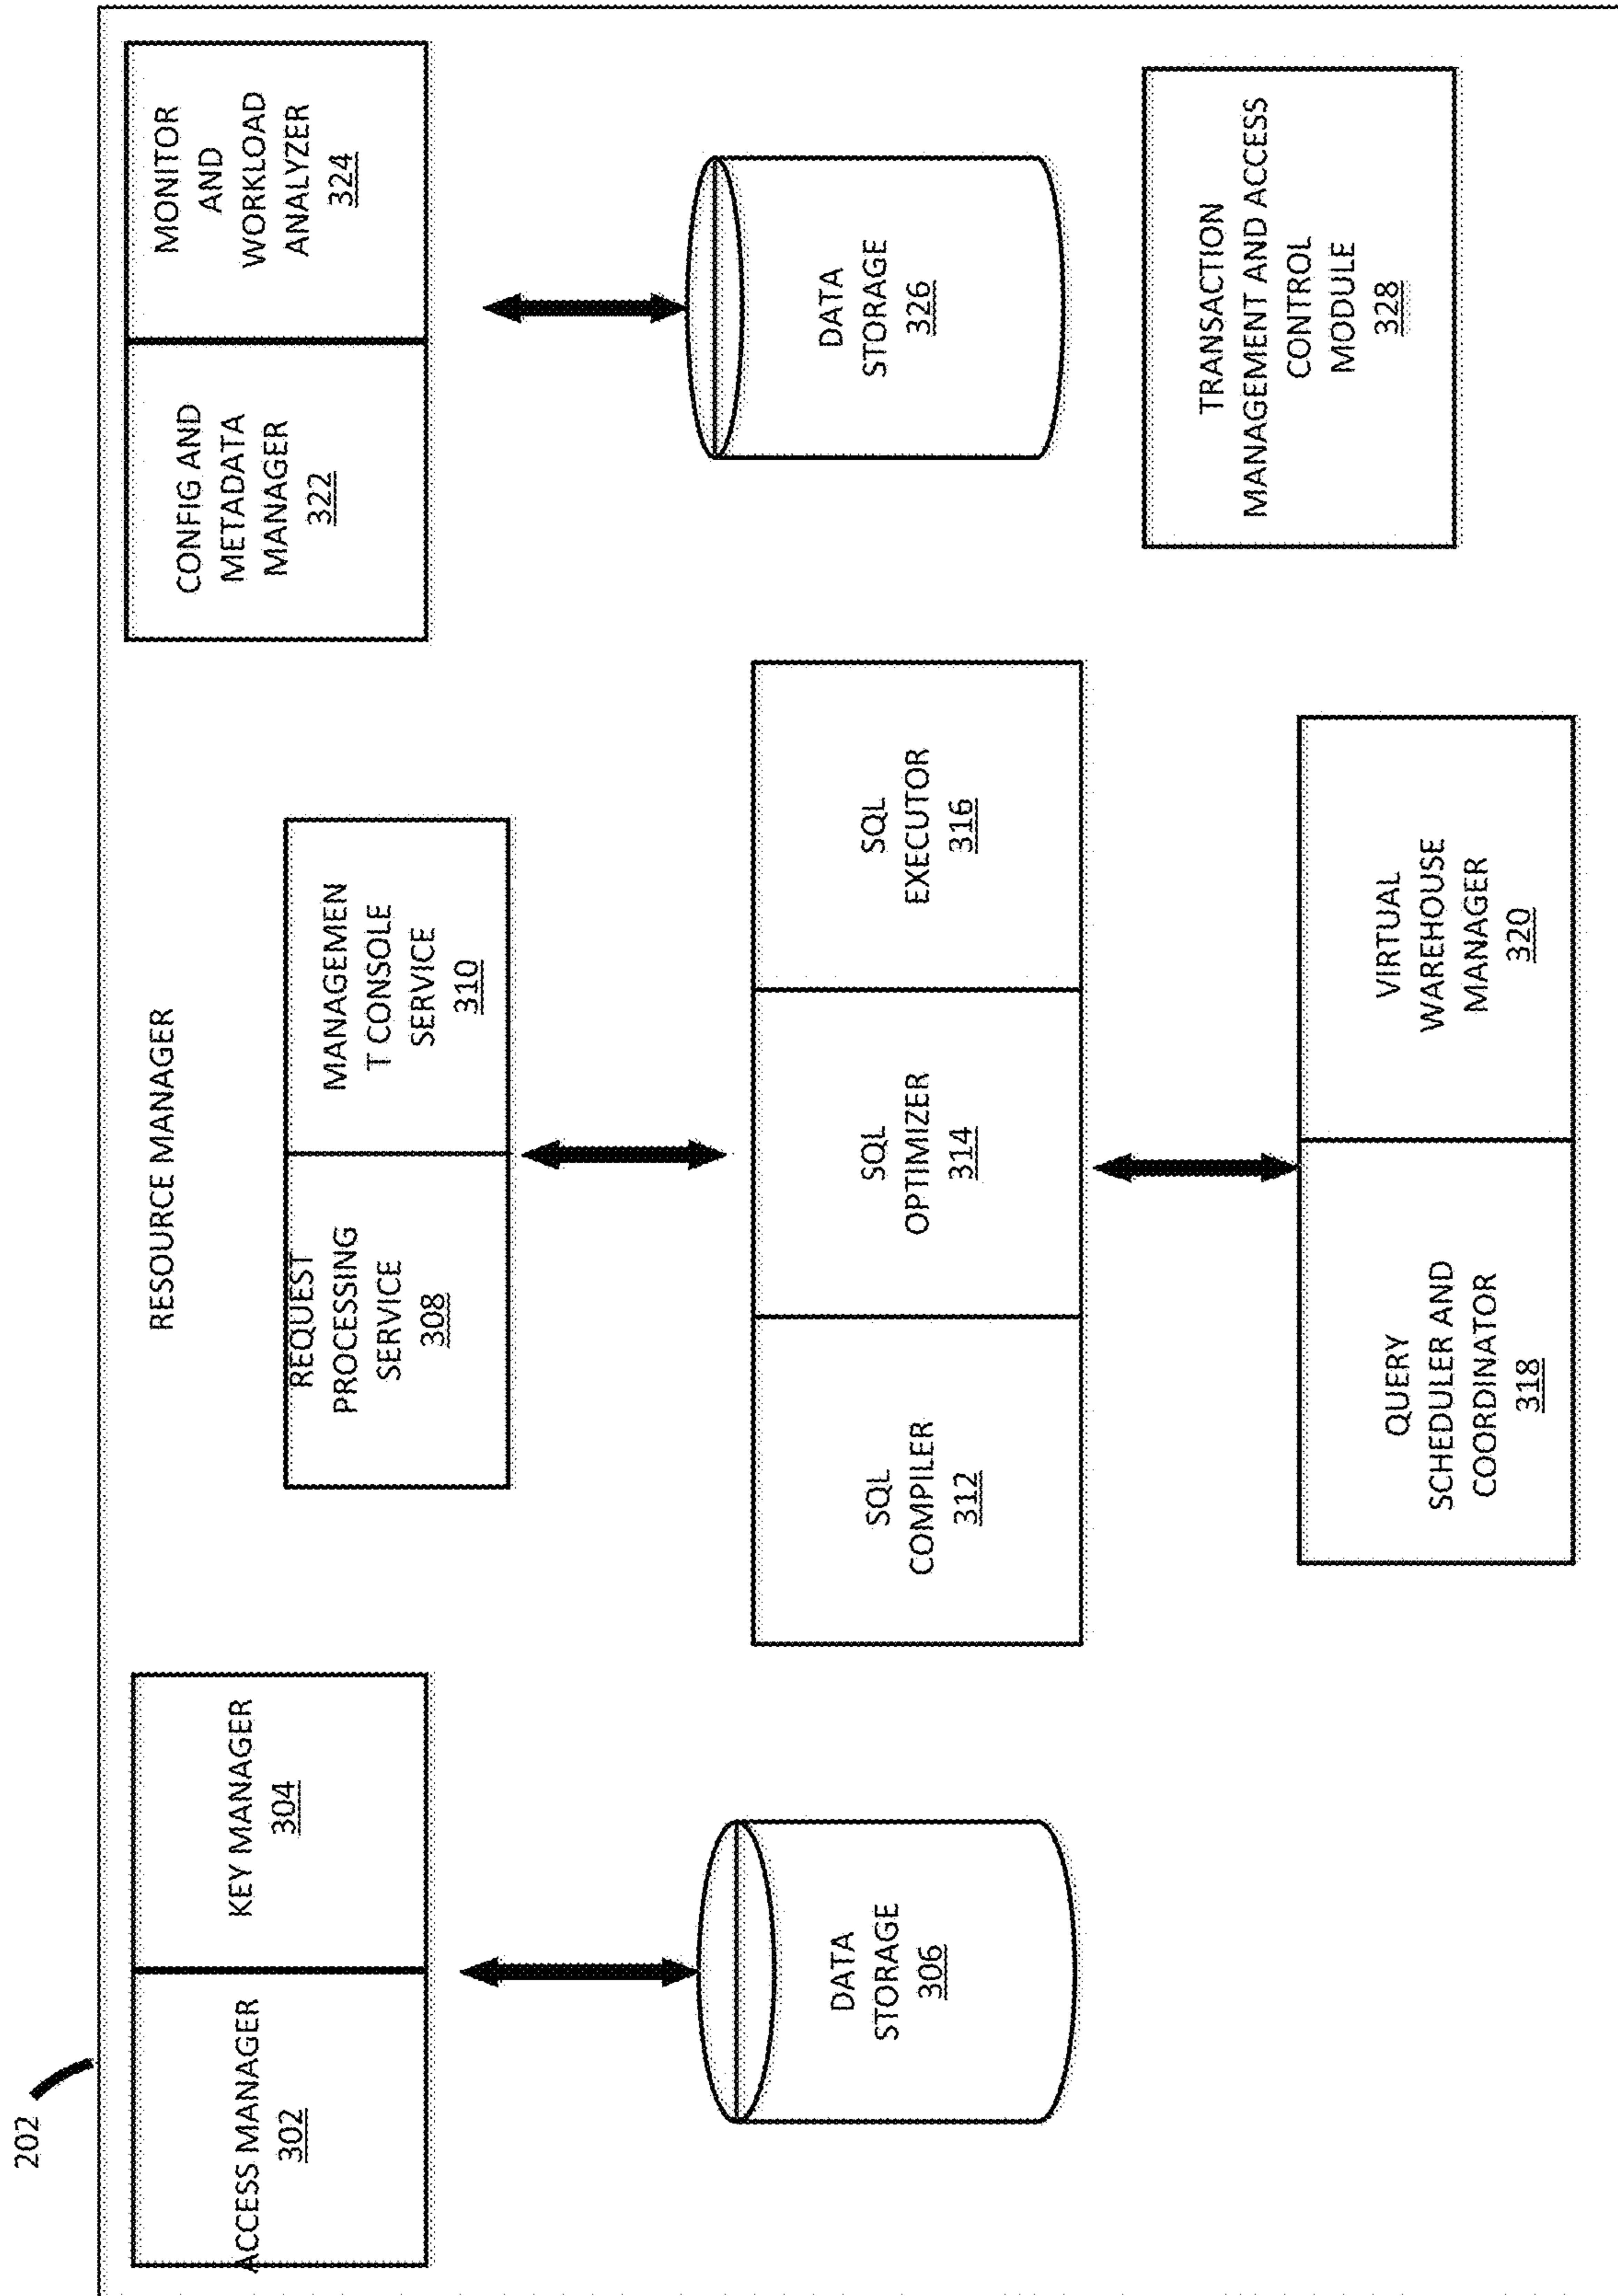 202
RESOURCE MANAGER
ACCESS MANAGER
302
KEY MANAGER
304
DATA
STORAGE
306
REQUEST
PROCESSING
SERVICE
308
MANAGEMEN
T CONSOLE
SERVICE
310
SQL
COMPILER
312
SQL
OPTIMIZER
314
SQL
EXECUTOR
316
QUERY
SCHEDULER AND
COORDINATOR
318
VIRTUAL
WAREHOUSE
MANAGER
320
CONFIG AND
METADATA
MANAGER
322
MONITOR
AND
WORKLOAD
ANALYZER
324
DATA
STORAGE
326
TRANSACTION
MANAGEMENT AND ACCESS
CONTROL
MODULE
328